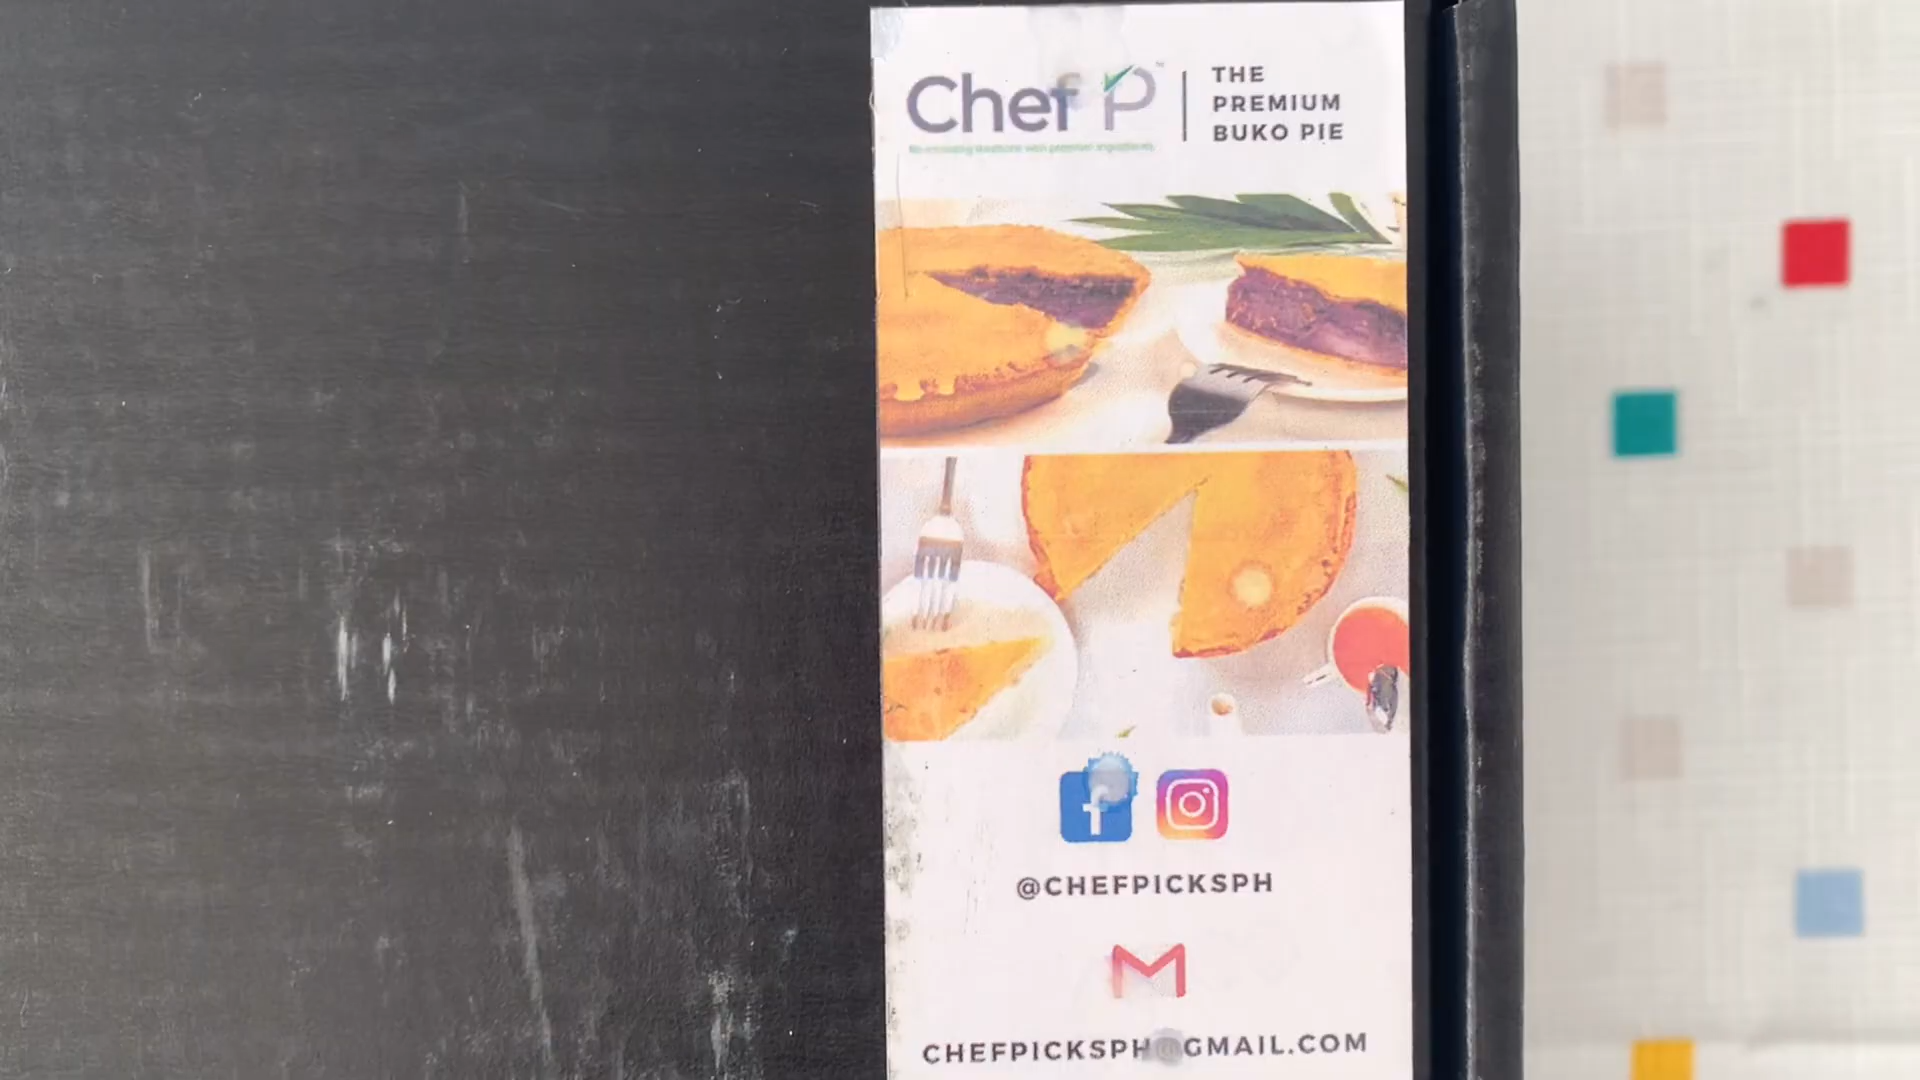 Chef P
THE
PREMIUM
BUKO PIE
@CHEFPICKSPH
CHEFPICKSPH@GMAIL.COM